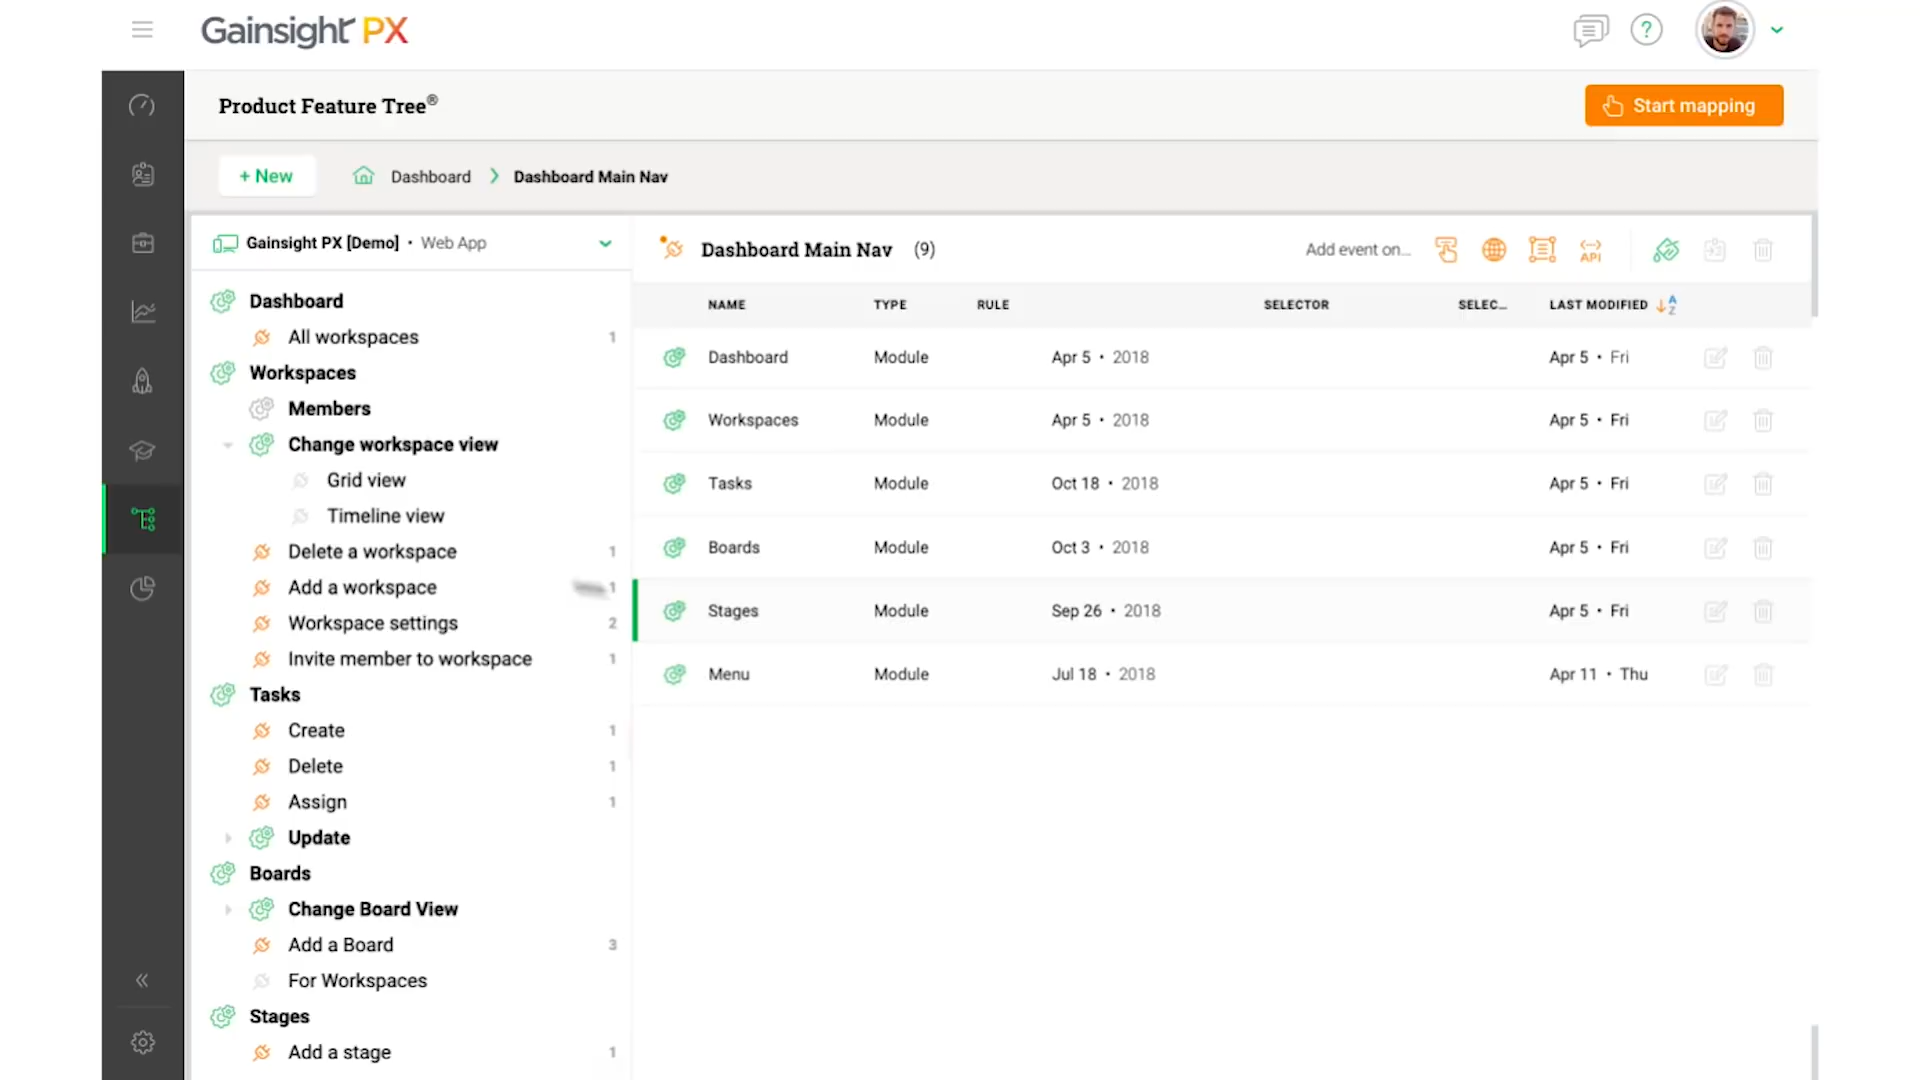 Gainsight PX
?
Product Feature Tree®
Start mapping
+ New
Dashboard
Dashboard Main Nav
Gainsight PX [Demo] • Web App
Dashboard
All workspaces 1
Workspaces
Members
Change workspace view
Grid view
Timeline view
Delete a workspace 1
Add a workspace 1
Workspace settings 2
Invite member to workspace 1
Tasks
Create 1
Delete 1
Assign 1
Update
Boards
Change Board View
Add a Board 3
For Workspaces
Stages
Add a stage 1
Dashboard Main Nav (9)
Add event on...
API
NAME TYPE RULE SELECTOR SELEC... LAST MODIFIED A Z
Dashboard Module Apr 5 • 2018 Apr 5 • Fri
Workspaces Module Apr 5 • 2018 Apr 5 • Fri
Tasks Module Oct 18 • 2018 Apr 5 • Fri
Boards Module Oct 3 • 2018 Apr 5 • Fri
Stages Module Sep 26 • 2018 Apr 5 • Fri
Menu Module Jul 18 • 2018 Apr 11 • Thu